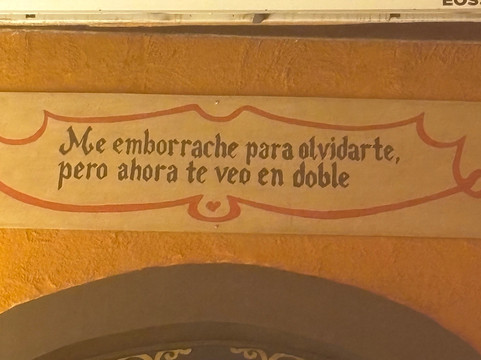 Me emborrache para olvidarte,
pero ahora te veo en doble